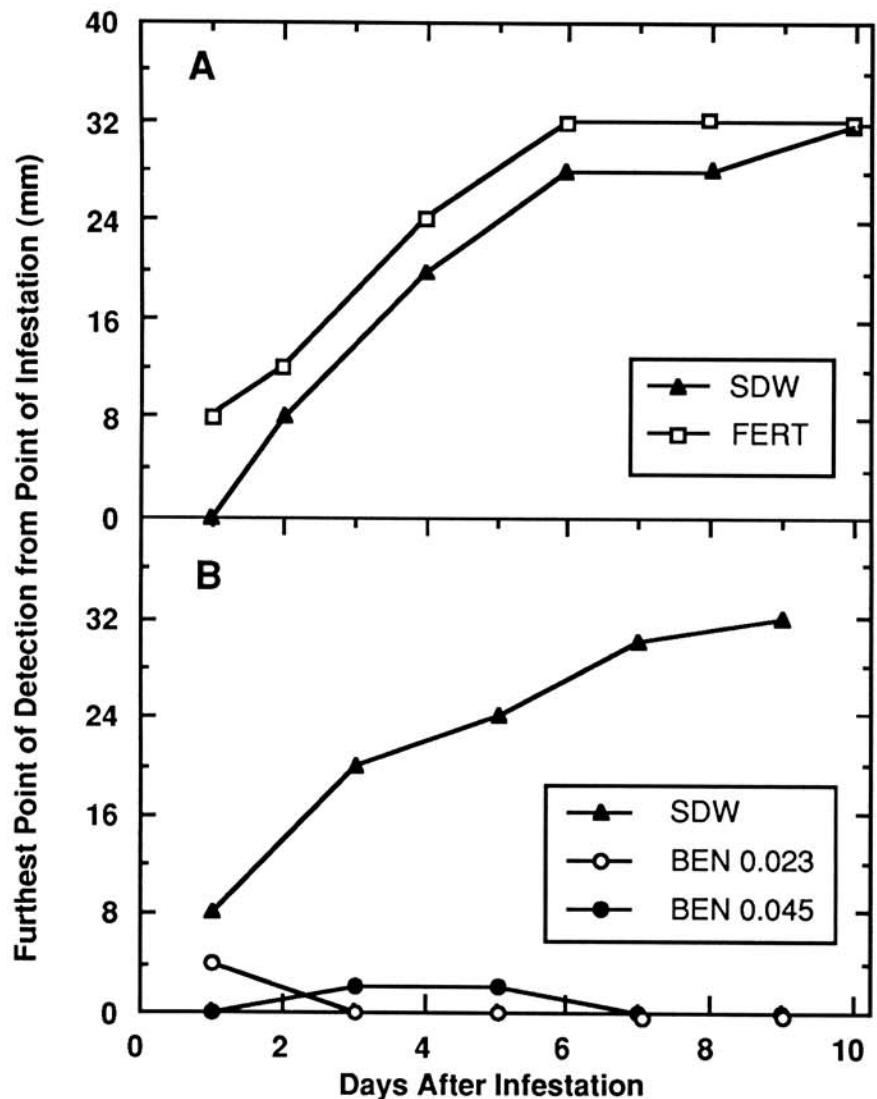 Furthest Point of Detection from Point of Infestation (mm)
A
40
32
24
16
8
0
SDW
FERT
B
32
24
16
8
0
SDW
BEN 0.023
BEN 0.045
0 2 4 6 8 10
Days After Infestation